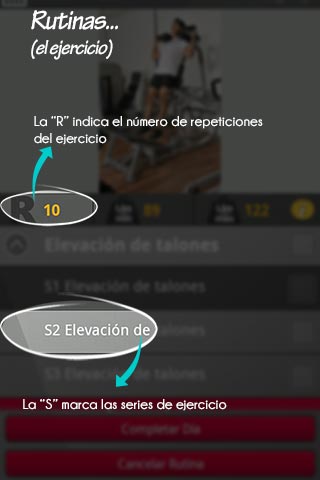 Rutinas...
(el ejercicio)
La "R" indica el número de repeticiones
del ejercicio
R 10 89 122
Elevación de talones
S1 Elevación de talones
S2 Elevación de talones
S3 Elevación de talones
La "S" marca las series de ejercicio
Completar Dia
Cancelar Rutina